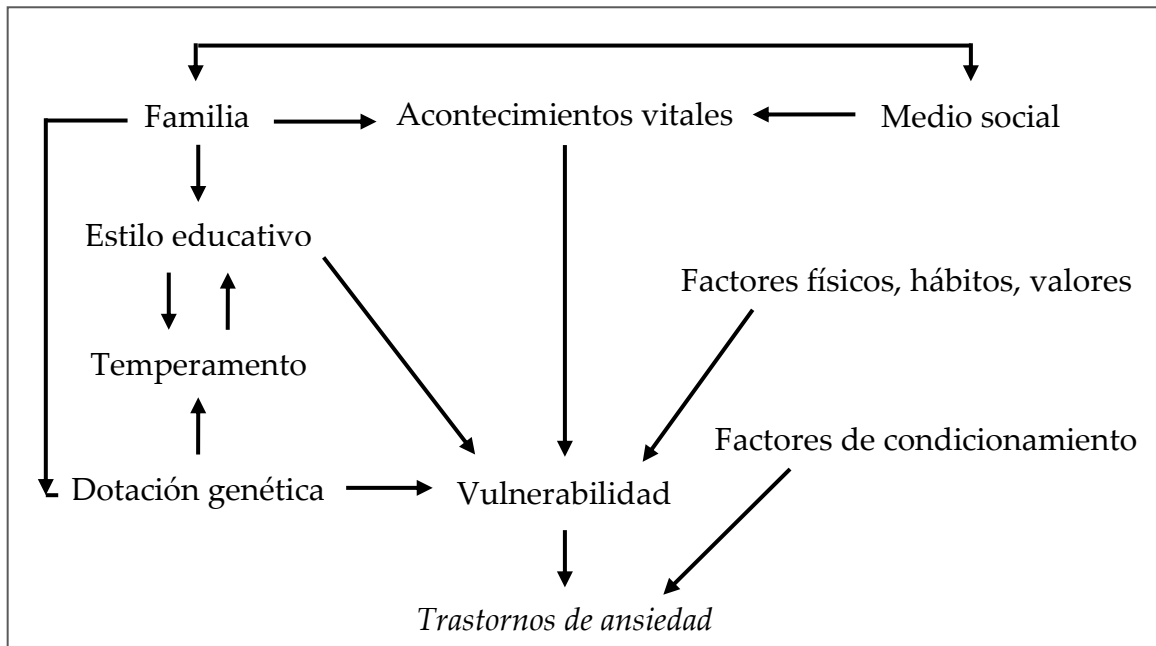 Familia
Acontecimientos vitales
Medio social
Estilo educativo
Factores físicos, hábitos, valores
Temperamento
Factores de condicionamiento
Dotación genética
Vulnerabilidad
Trastornos de ansiedad